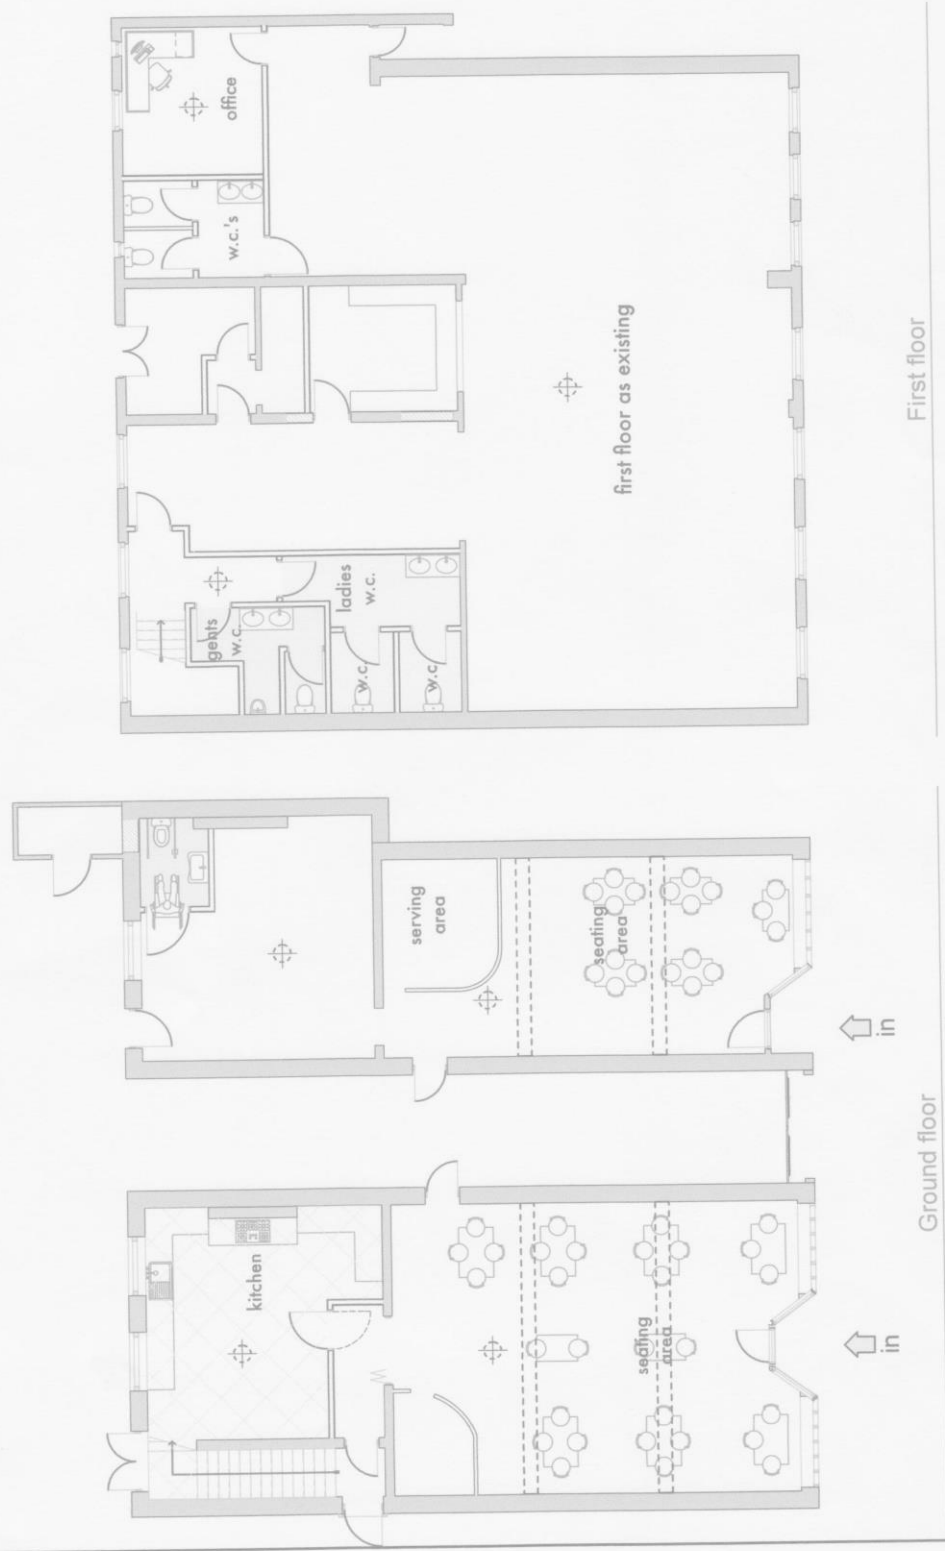 office
w.c.'s
first floor as existing
gents
w.c.
ladies
w.c.
w.c.
w.c.
First floor
serving
area
seating
area
in
kitchen
seating
area
in
Ground floor